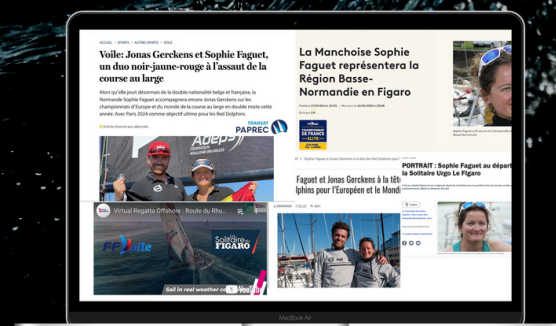 ACCUEIL > SPORTS > AUTRES SPORTS > VOILE
Voile: Jonas Gerckens et Sophie Faguet,
un duo noir-jaune-rouge à l'assaut de la
course au large
Alors qu'elle jouit désormais de la double nationalité belge et française, la
Normande Sophie Faguet accompagnera encore Jonas Gerckens sur les
championnats d'Europe et du monde de la course au large en double mixte cette
année. Avec Paris 2024 comme objectif ultime pour les Red Dolphins.
Article réservé aux abonnés
TRANSAT
PAPREC
Adeps
La Manchoise Sophie
Faguet représentera la
Région Basse-
Normandie en Figaro
CHAMPIONNAT
DE FRANCE
ELITE
PORTRAIT : Sophie Faguet au départ
la Solitaire Urgo Le Figaro
Faguet et Jonas Gerckens à la têt
lphins pour l'Européen et le Mondi
Virtual Regatta Offshore · Route du Rhu...
FFVoile
Solitaire
FIGARO
Sail in real weather co
YouTube
MacBook Air